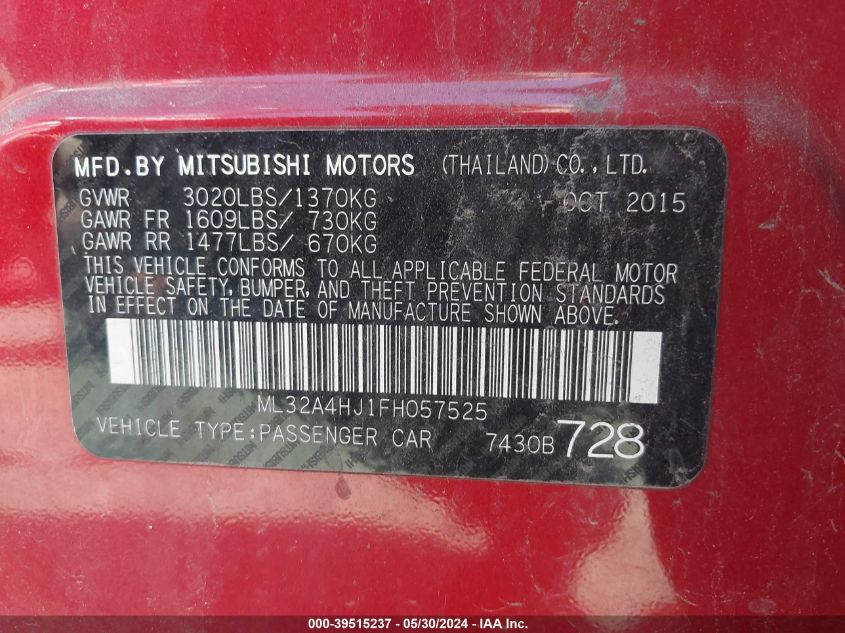 MFD.BY MITSUBISHI MOTORS (THAILAND) CO., LTD.
GVWR 3020LBS/1370KG OCT 2015
GAWR FR 1609LBS/ 730KG
GAWR RR 1477LBS/ 670KG
THIS VEHICLE CONFORMS TO ALL APPLICABLE FEDERAL MOTOR
VEHICLE SAFETY, BUMPER, AND THEFT PREVENTION STANDARDS
IN EFFECT ON THE DATE OF MANUFACTURE SHOWN ABOVE.
ML32A4HJ1FH057525
VEHICLE TYPE:PASSENGER CAR 7430B 728
000-39515237 - 05/30/2024 - IAA, Inc.